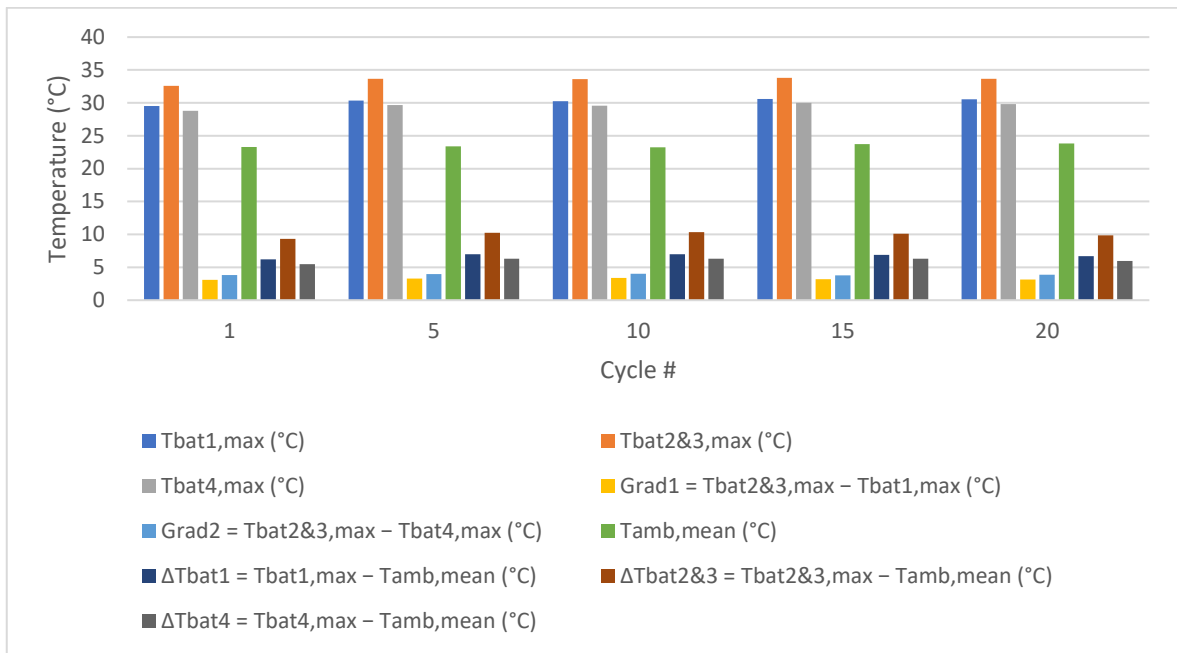 40
35
30
25
20
15
10
5
0
Temperature (°C)
1 5 10 15 20
Cycle #
Tbat1,max (°C) Tbat2&3,max (°C)
Tbat4,max (°C) Grad1 = Tbat2&3,max − Tbat1,max (°C)
Grad2 = Tbat2&3,max − Tbat4,max (°C) Tamb,mean (°C)
ΔTbat1 = Tbat1,max − Tamb,mean (°C) ΔTbat2&3 = Tbat2&3,max − Tamb,mean (°C)
ΔTbat4 = Tbat4,max − Tamb,mean (°C)